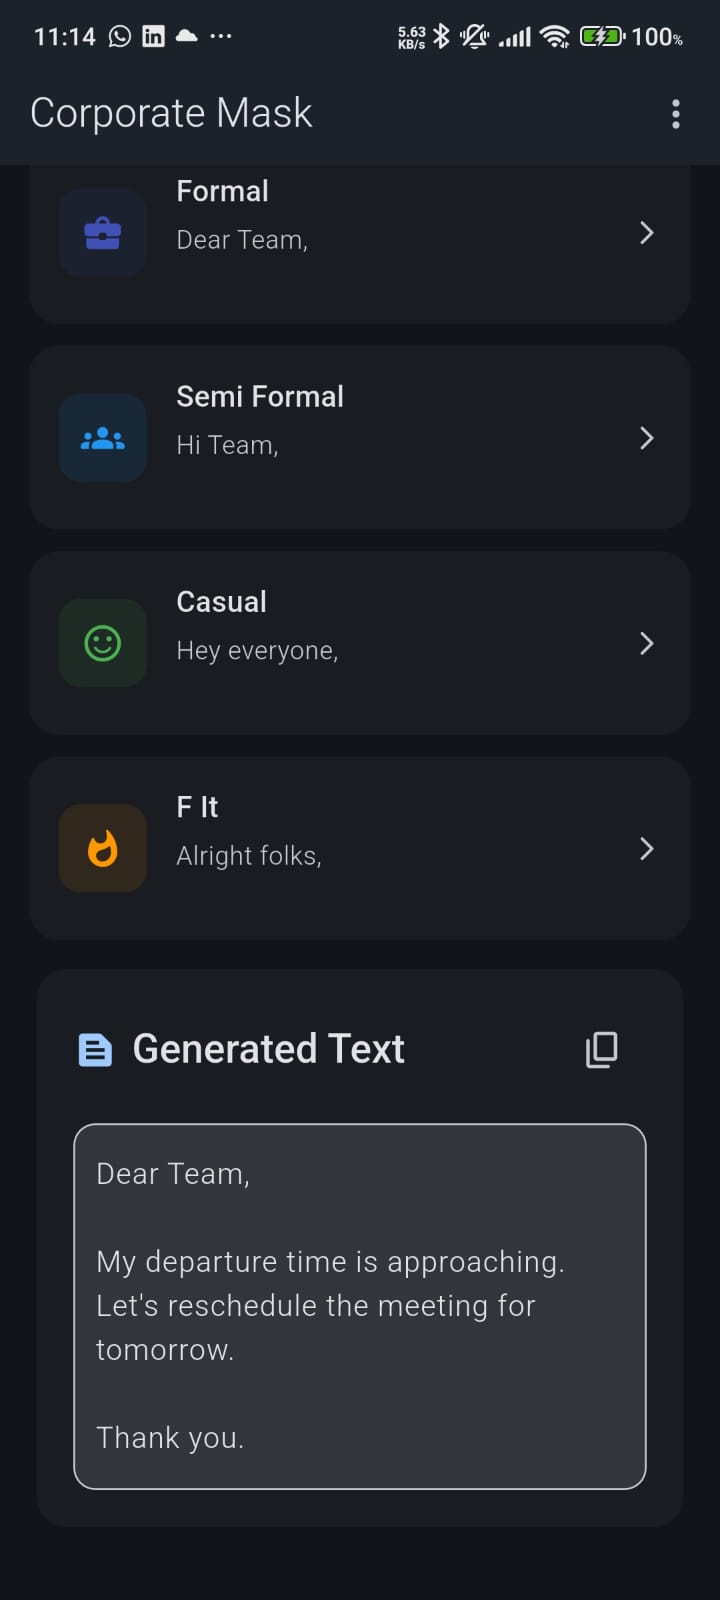 11:14
5.63
KB/s
100%
Corporate Mask
Formal
Dear Team,
Semi Formal
Hi Team,
Casual
Hey everyone,
F It
Alright folks,
Generated Text
Dear Team,
My departure time is approaching.
Let's reschedule the meeting for
tomorrow.
Thank you.